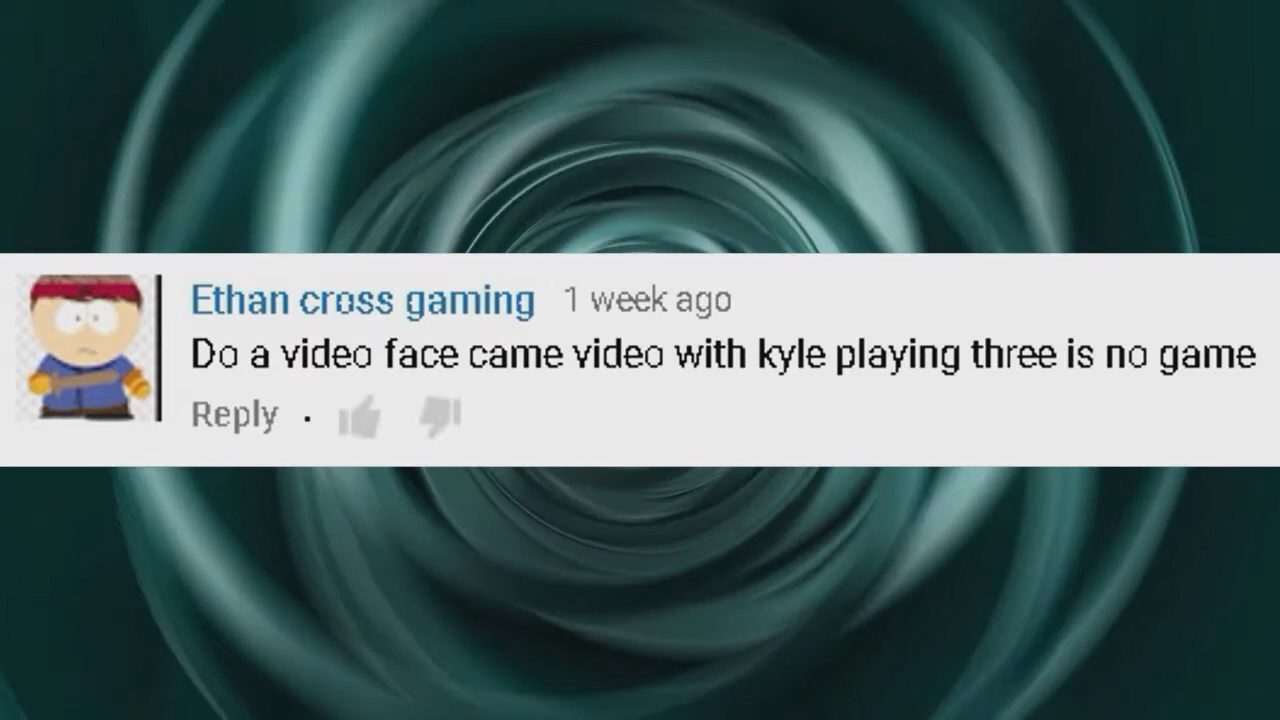 Ethan cross gaming 1 week ago
Do a video face came video with kyle playing three is no game
Reply ·